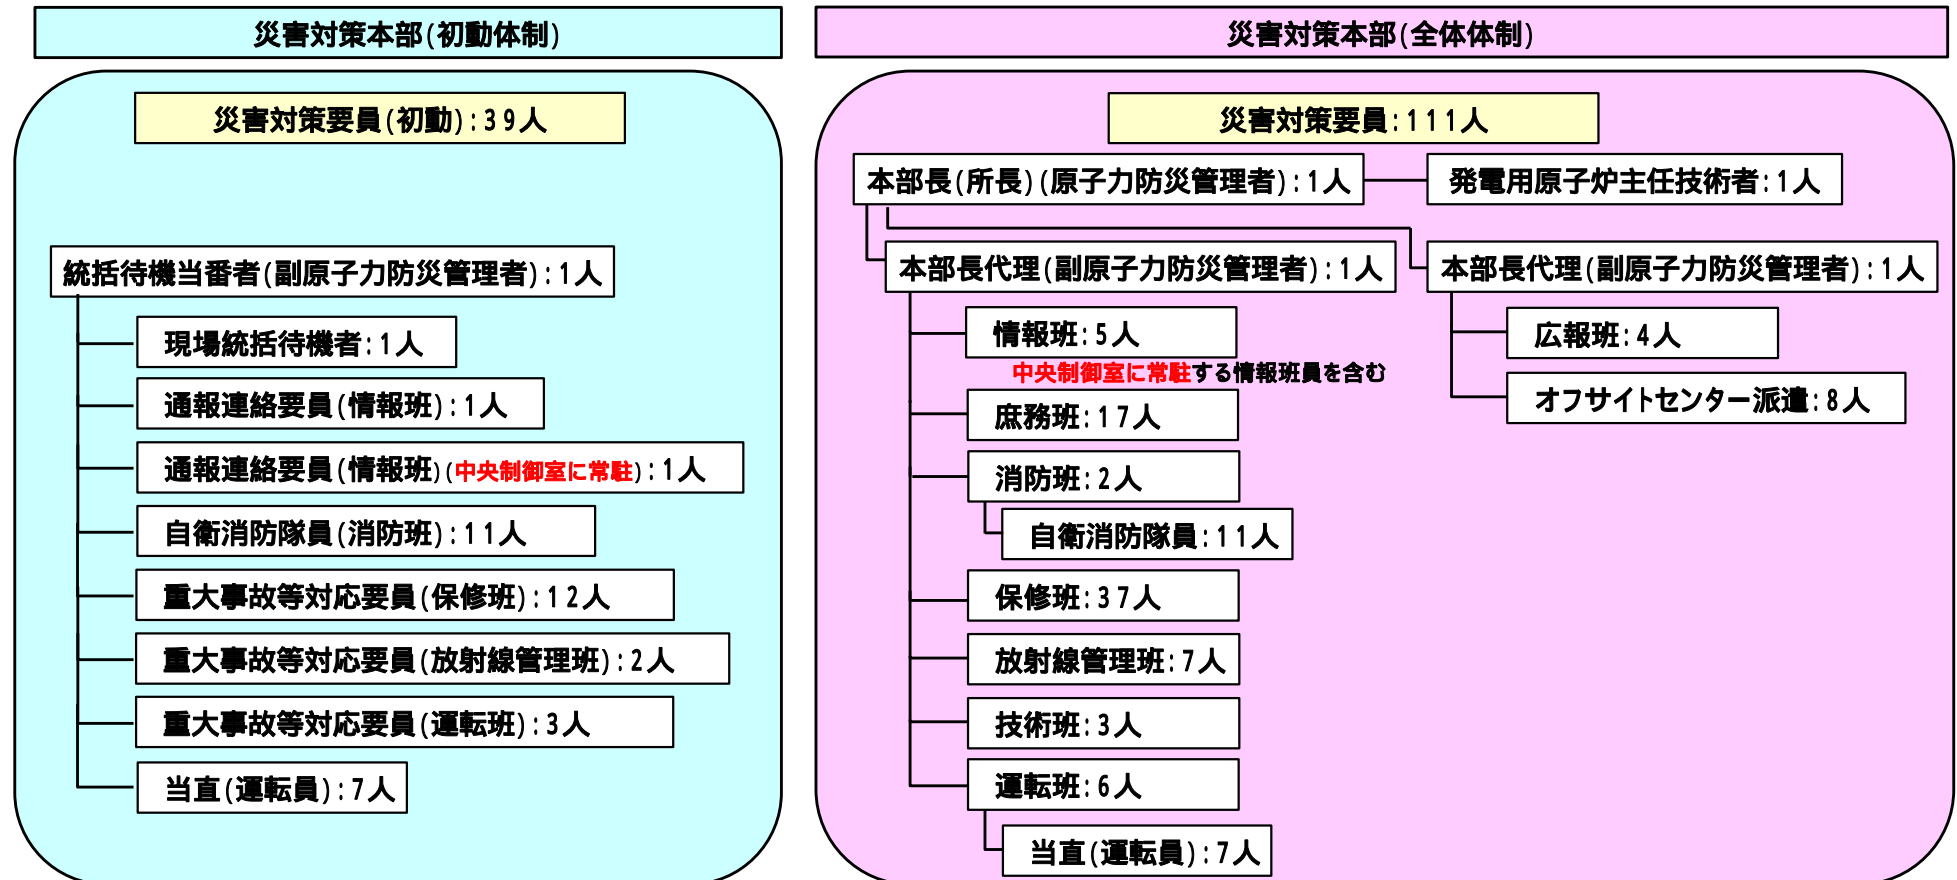 災害対策本部(初動体制)
災害対策要員(初動):39人
統括待機当番者(副原子力防災管理者):1人
現場統括待機者:1人
通報連絡要員(情報班):1人
通報連絡要員(情報班)(中央制御室に常駐):1人
自衛消防隊員(消防班):11人
重大事故等対応要員(保修班):12人
重大事故等対応要員(放射線管理班):2人
重大事故等対応要員(運転班):3人
当直(運転員):7人
災害対策本部(全体体制)
災害対策要員:111人
本部長(所長)(原子力防災管理者):1人
発電用原子炉主任技術者:1人
本部長代理(副原子力防災管理者):1人
本部長代理(副原子力防災管理者):1人
情報班:5人
中央制御室に常駐する情報班員を含む
庶務班:17人
消防班:2人
自衛消防隊員:11人
保修班:37人
放射線管理班:7人
技術班:3人
運転班:6人
当直(運転員):7人
広報班:4人
オフサイトセンター派遣:8人